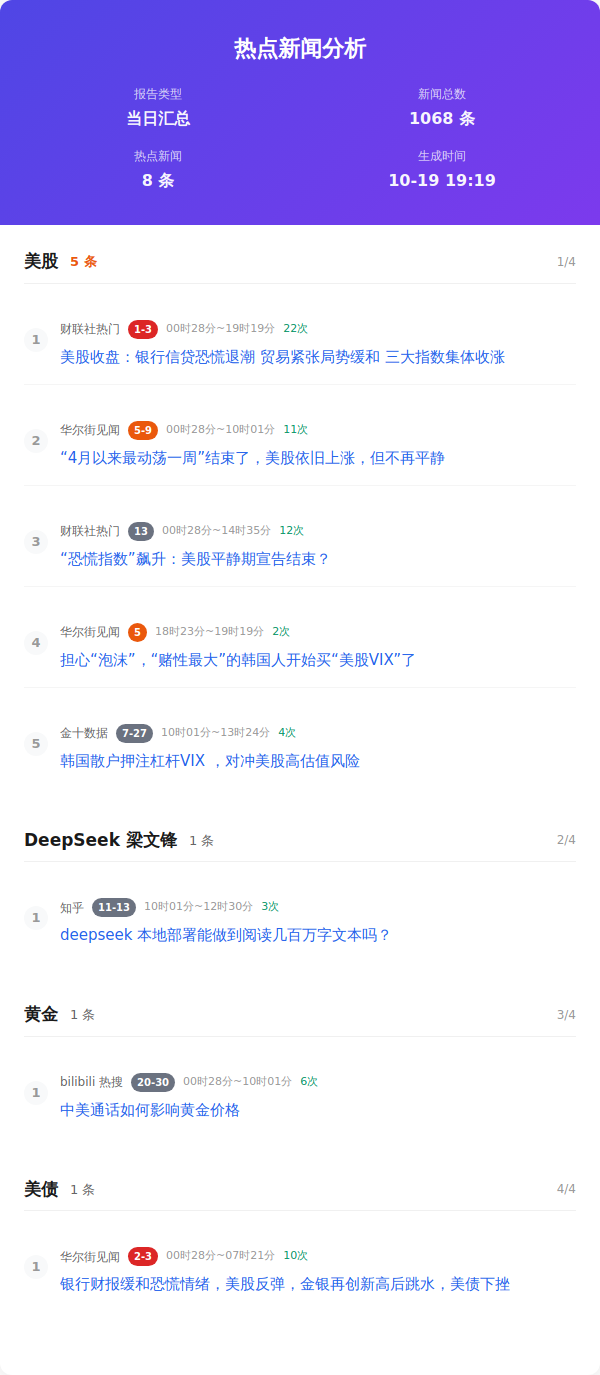 热点新闻分析
报告类型
当日汇总
新闻总数
1068 条
热点新闻
8 条
生成时间
10-19 19:19
美股 5 条 1/4
1
财联社热门 1-3 00时28分~19时19分 22次
美股收盘：银行信贷恐慌退潮 贸易紧张局势缓和 三大指数集体收涨
2
华尔街见闻 5-9 00时28分~10时01分 11次
“4月以来最动荡一周”结束了，美股依旧上涨，但不再平静
3
财联社热门 13 00时28分~14时35分 12次
“恐慌指数”飙升：美股平静期宣告结束？
4
华尔街见闻 5 18时23分~19时19分 2次
担心“泡沫”，“赌性最大”的韩国人开始买“美股VIX”了
5
金十数据 7-27 10时01分~13时24分 4次
韩国散户押注杠杆VIX ，对冲美股高估值风险
DeepSeek 梁文锋 1 条 2/4
1
知乎 11-13 10时01分~12时30分 3次
deepseek 本地部署能做到阅读几百万字文本吗？
黄金 1 条 3/4
1
bilibili 热搜 20-30 00时28分~10时01分 6次
中美通话如何影响黄金价格
美债 1 条 4/4
1
华尔街见闻 2-3 00时28分~07时21分 10次
银行财报缓和恐慌情绪，美股反弹，金银再创新高后跳水，美债下挫